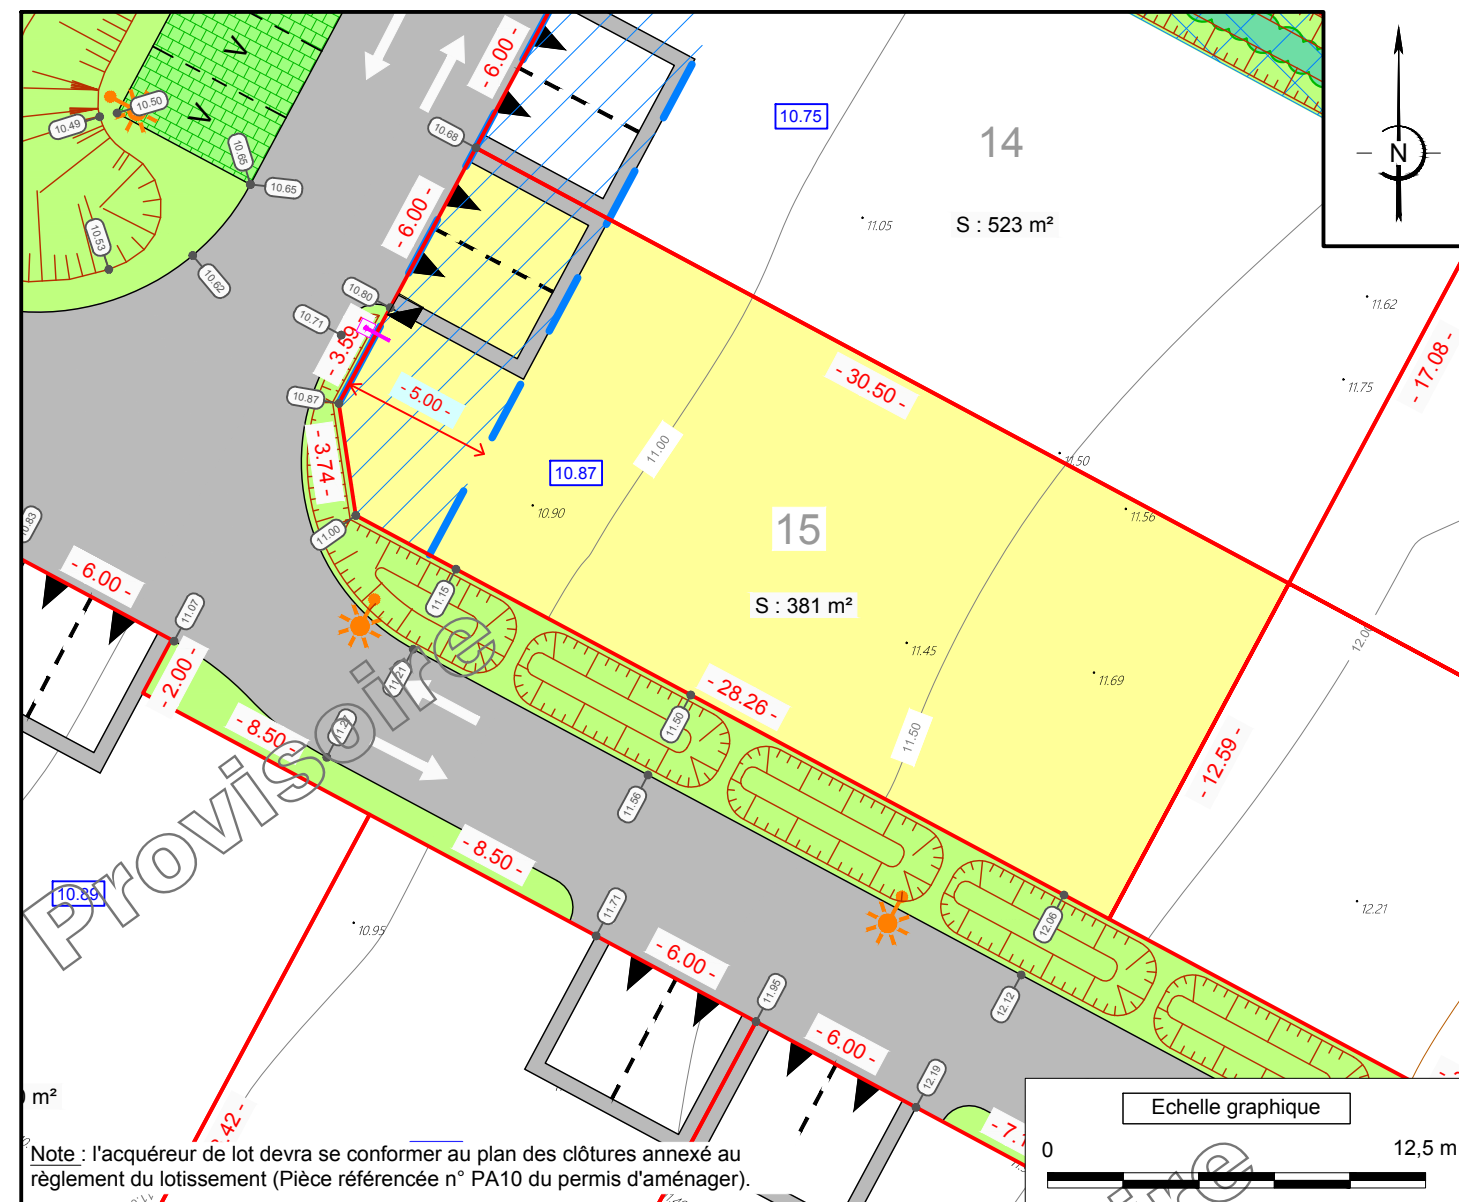 - 6.00 -
10.50
10.49
10.68
10.75
14
N
10.65
10.65
- 6.00 -
11.05
S : 523 m²
10.53
10.62
10.80
10.71
11.62
- 3.59 -
- 17.08 -
- 30.50 -
11.75
10.87
- 5.00 -
- 3.74 -
11.00
11.50
10.87
10.90
11.56
15
11.00
10.83
- 6.00 -
11.15
11.07
S : 381 m²
12.00
11.45
- 2.00 -
11.21
11.69
- 28.26 -
11.50
11.50
- 8.50 -
11.27
- 12.59 -
11.56
Provisoire
- 8.50 -
10.89
10.95
11.71
12.06
12.21
- 6.00 -
11.95
12.12
- 6.00 -
12.19
m²
Echelle graphique
0 12,5 m
Note : l'acquéreur de lot devra se conformer au plan des clôtures annexé au
règlement du lotissement (Pièce référencée n° PA10 du permis d'aménager).